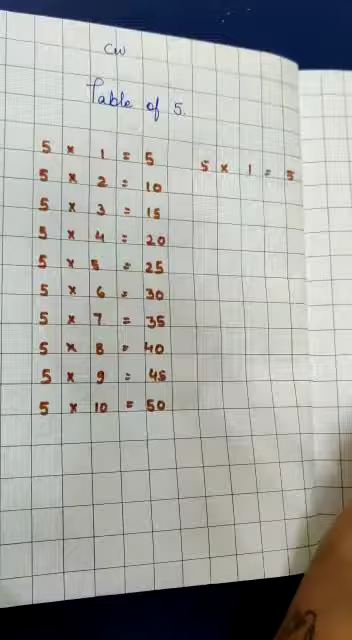 CW
Table of 5.
5 × 1 = 5
5 × 2 = 10
5 × 3 = 15
5 × 4 = 20
5 × 5 = 25
5 × 6 = 30
5 × 7 = 35
5 × 8 = 40
5 × 9 = 45
5 × 10 = 50
5 × 1 = 5